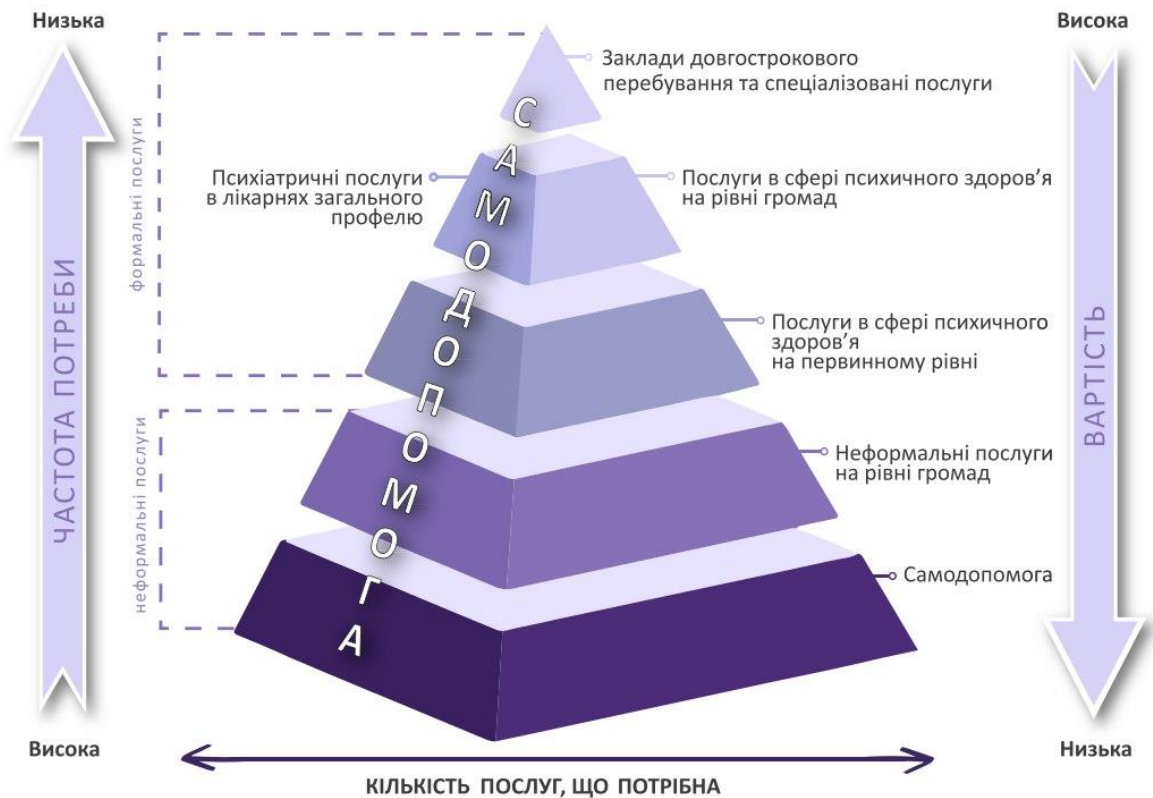 Низька
Висока
Заклади довгострокового
перебування та спеціалізовані послуги
формальні послуги
Психіатричні послуги
в лікарнях загального
профелю
Послуги в сфері психичного здоров'я
на рівні громад
ЧАСТОТА ПОТРЕБИ
САМОДОПОМОГА
ВАРТІСТЬ
Послуги в сфері психичного
здоров'я
на первинному рівні
неформальні послуги
Неформальні послуги
на рівні громад
Самодопомога
Висока
Низька
КІЛЬКІСТЬ ПОСЛУГ, ЩО ПОТРІБНА